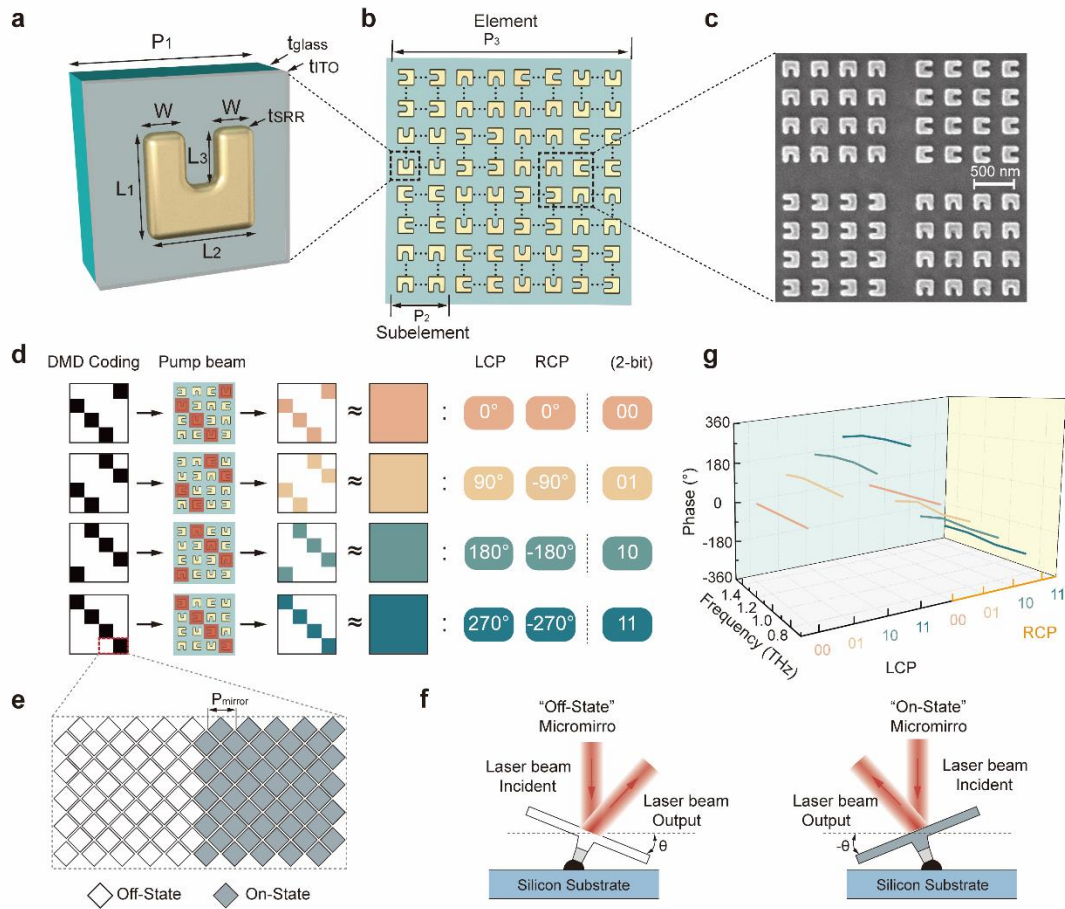 a
P1
tglass
tITO
W
W
tSRR
L3
L1
L2
b
Element
P3
P2
Subelement
c
500 nm
d
DMD Coding
Pump beam
LCP
RCP
(2-bit)
≈
:
0°
0°
00
≈
:
90°
-90°
01
≈
:
180°
-180°
10
≈
:
270°
-270°
11
g
360
180
0
-180
-360
Phase (°)
1.4
1.2
1.0
0.8
Frequency (THz)
00
01
10
11
00
01
10
11
LCP
RCP
e
Pmirror
Off-State
On-State
f
“Off-State”
Micromirro
Laser beam
Incident
Laser beam
Output
θ
Silicon Substrate
“On-State”
Micromirro
Laser beam
Output
Laser beam
Incident
-θ
Silicon Substrate